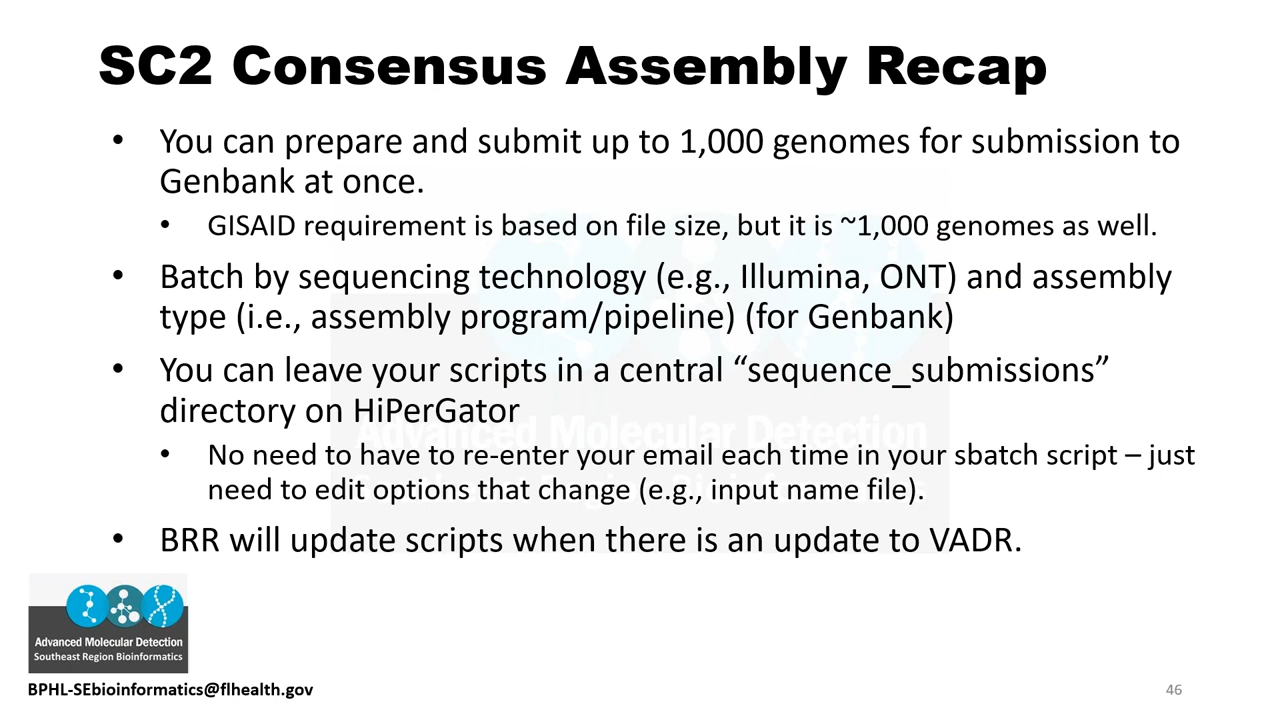 SC2 Consensus Assembly Recap
• You can prepare and submit up to 1,000 genomes for submission to
Genbank at once.
• GISAID requirement is based on file size, but it is ~1,000 genomes as well.
• Batch by sequencing technology (e.g., Illumina, ONT) and assembly
type (i.e., assembly program/pipeline) (for Genbank)
• You can leave your scripts in a central “sequence_submissions”
directory on HiPerGator
• No need to have to re-enter your email each time in your sbatch script – just
need to edit options that change (e.g., input name file).
• BRR will update scripts when there is an update to VADR.
Advanced Molecular Detection
Advanced Molecular Detection
Southeast Region Bioinformatics
BPHL-SEbioinformatics@flhealth.gov
46